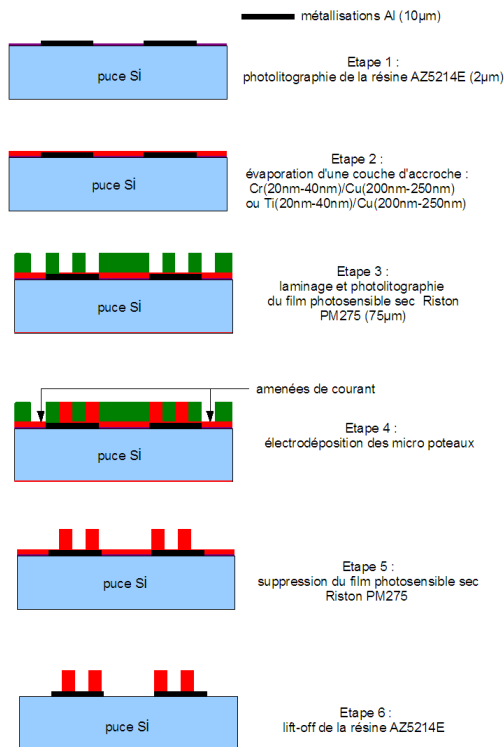 métallisations Al (10µm)
puce Si
Etape 1 :
photolitographie de la résine AZ5214E (2µm)
puce Si
Etape 2 :
évaporation d'une couche d'accroche :
Cr(20nm-40nm)/Cu(200nm-250nm)
ou Ti(20nm-40nm)/Cu(200nm-250nm)
puce Si
Etape 3 :
laminage et photolitographie
du film photosensible sec Riston
PM275 (75µm)
amenées de courant
puce Si
Etape 4 :
électrodéposition des micro poteaux
puce Si
Etape 5 :
suppression du film photosensible sec
Riston PM275
puce Si
Etape 6 :
lift-off de la résine AZ5214E